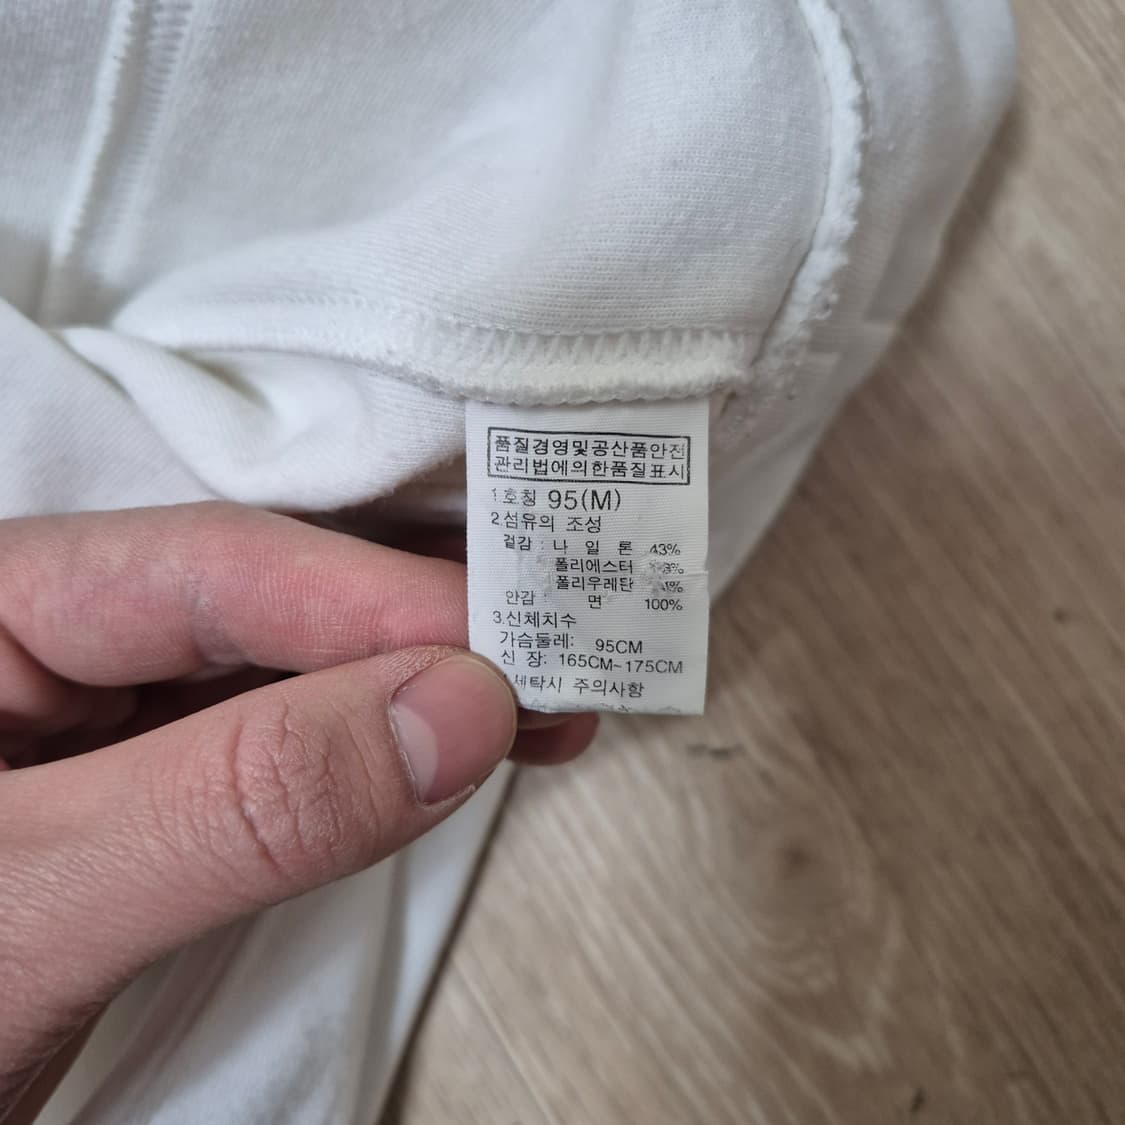 품질경영및공산품안전
관리법에의한품질표시
1.호칭 95(M)
2.섬유의 조성
겉감 : 나 일 론 43%
폴리에스터
폴리우레탄
안감 : 면 100%
3.신체치수
가슴둘레: 95CM
신 장: 165CM~175CM
세탁시 주의사항